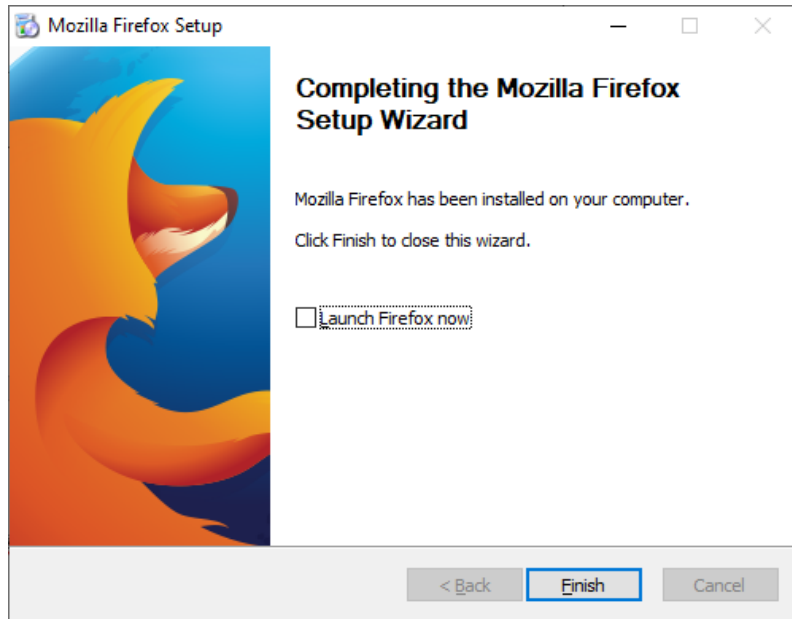 Mozilla Firefox Setup
Completing the Mozilla Firefox
Setup Wizard
Mozilla Firefox has been installed on your computer.
Click Finish to close this wizard.
Launch Firefox now
< Back Finish Cancel